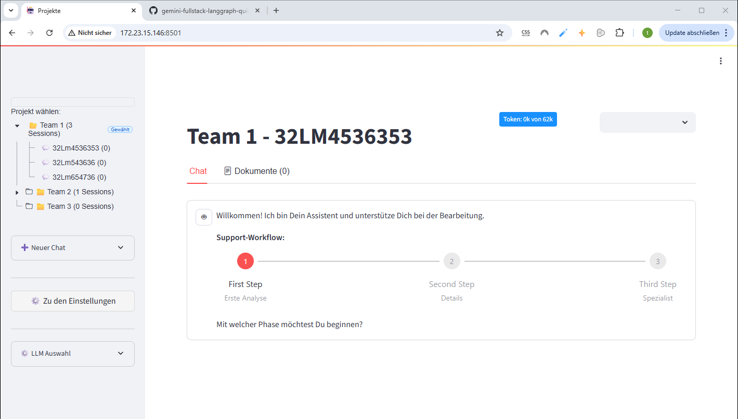 Projekte
gemini-fullstack-langgraph-qui
Nicht sicher
172.23.15.146:8501
Update abschließen
Projekt wählen:
Team 1 (3 Sessions)
Gewählt
32Lm4536353 (0)
32Lm543636 (0)
32Lm654736 (0)
Team 2 (1 Sessions)
Team 3 (0 Sessions)
Neuer Chat
Zu den Einstellungen
LLM Auswahl
Token: 0k von 62k
Team 1 - 32LM4536353
Chat
Dokumente (0)
Willkommen! Ich bin Dein Assistent und unterstütze Dich bei der Bearbeitung.
Support-Workflow:
1
2
3
First Step
Second Step
Third Step
Erste Analyse
Details
Spezialist
Mit welcher Phase möchtest Du beginnen?